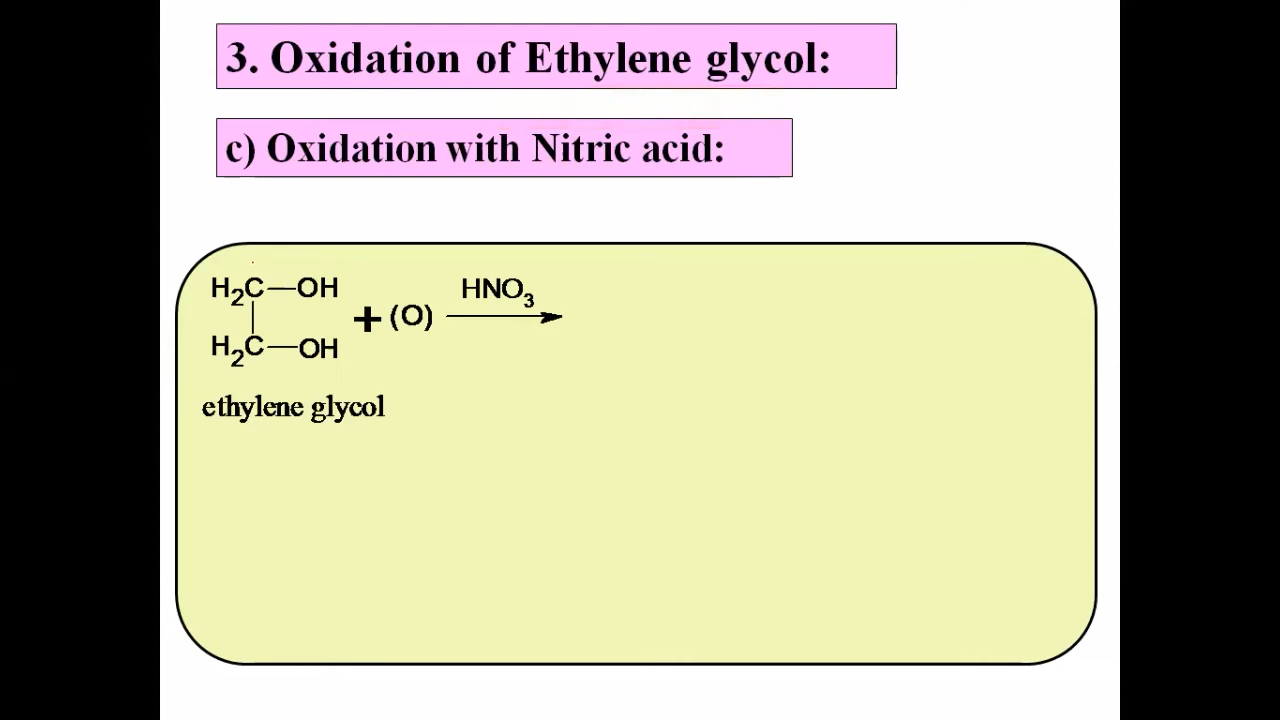 3. Oxidation of Ethylene glycol:
c) Oxidation with Nitric acid:
H₂C—OH
HNO₃
+ (O)
H₂C—OH
ethylene glycol